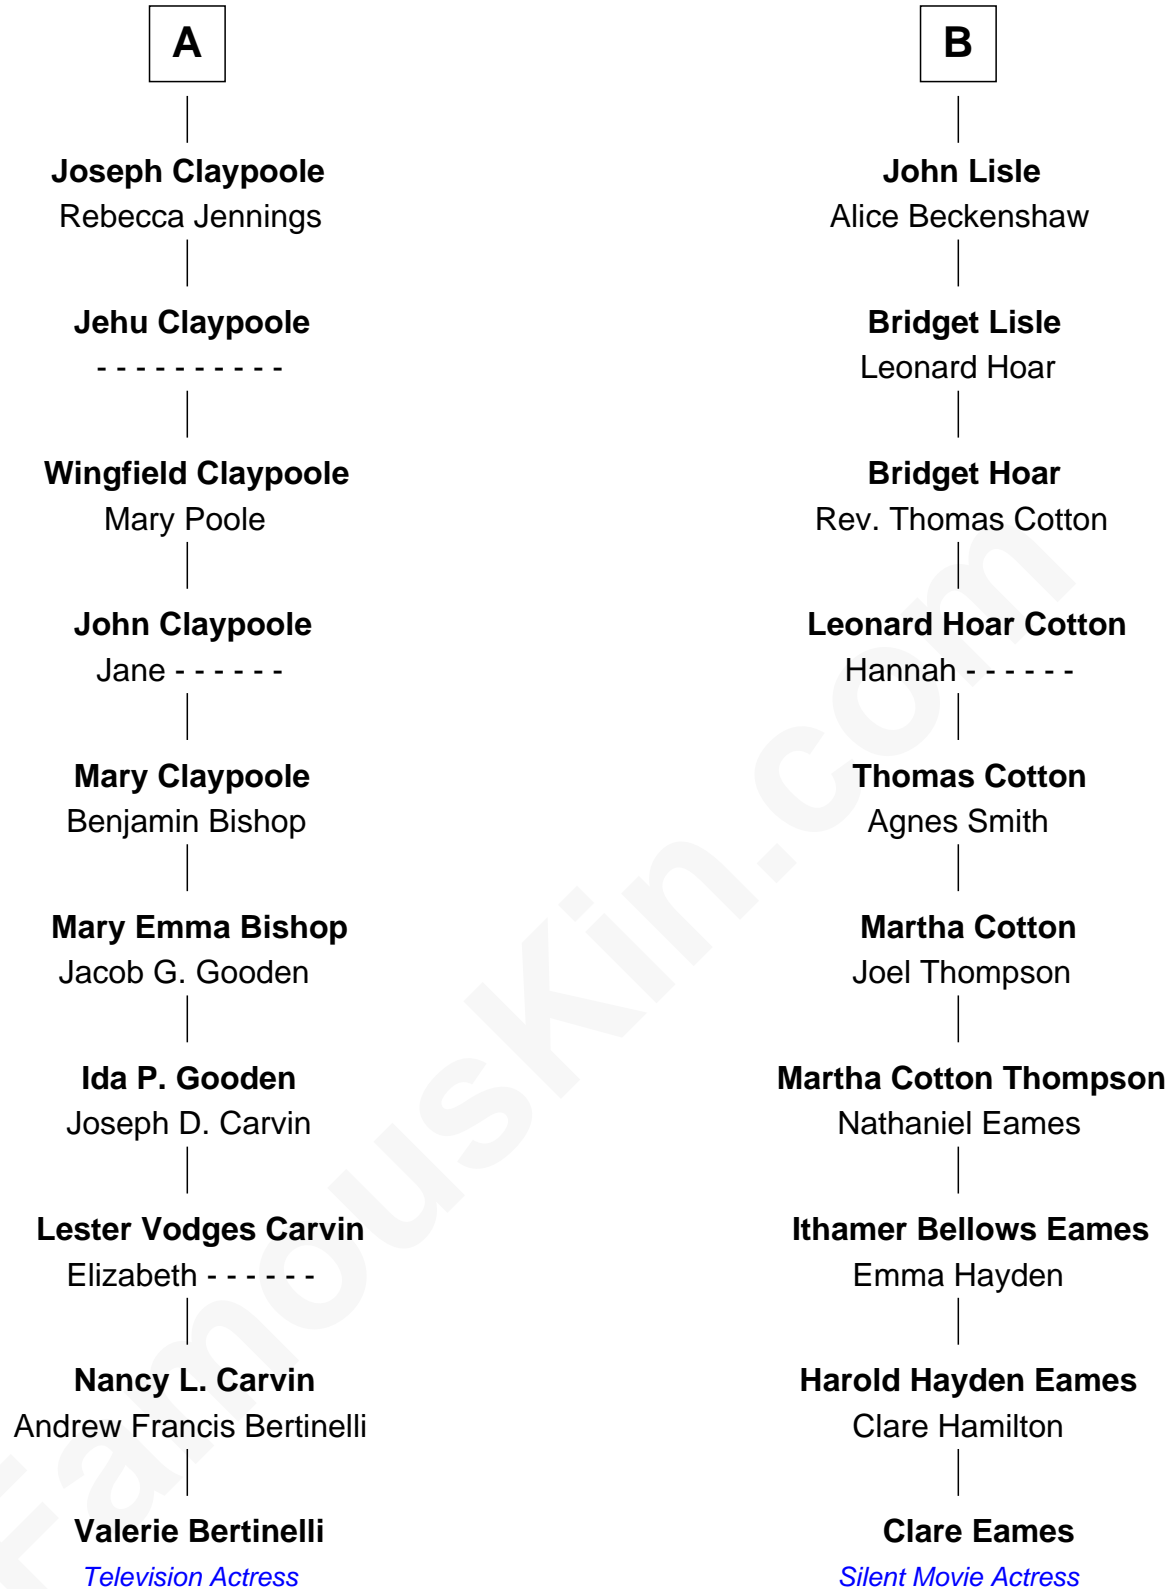 A
Joseph Claypoole
Rebecca Jennings
Jehu Claypoole
- - - - - - - - - -
Wingfield Claypoole
Mary Poole
John Claypoole
Jane - - - - - -
Mary Claypoole
Benjamin Bishop
Mary Emma Bishop
Jacob G. Gooden
Ida P. Gooden
Joseph D. Carvin
Lester Vodges Carvin
Elizabeth - - - - - -
Nancy L. Carvin
Andrew Francis Bertinelli
Valerie Bertinelli
Television Actress
B
John Lisle
Alice Beckenshaw
Bridget Lisle
Leonard Hoar
Bridget Hoar
Rev. Thomas Cotton
Leonard Hoar Cotton
Hannah - - - - - -
Thomas Cotton
Agnes Smith
Martha Cotton
Joel Thompson
Martha Cotton Thompson
Nathaniel Eames
Ithamer Bellows Eames
Emma Hayden
Harold Hayden Eames
Clare Hamilton
Clare Eames
Silent Movie Actress
FamousKin.com